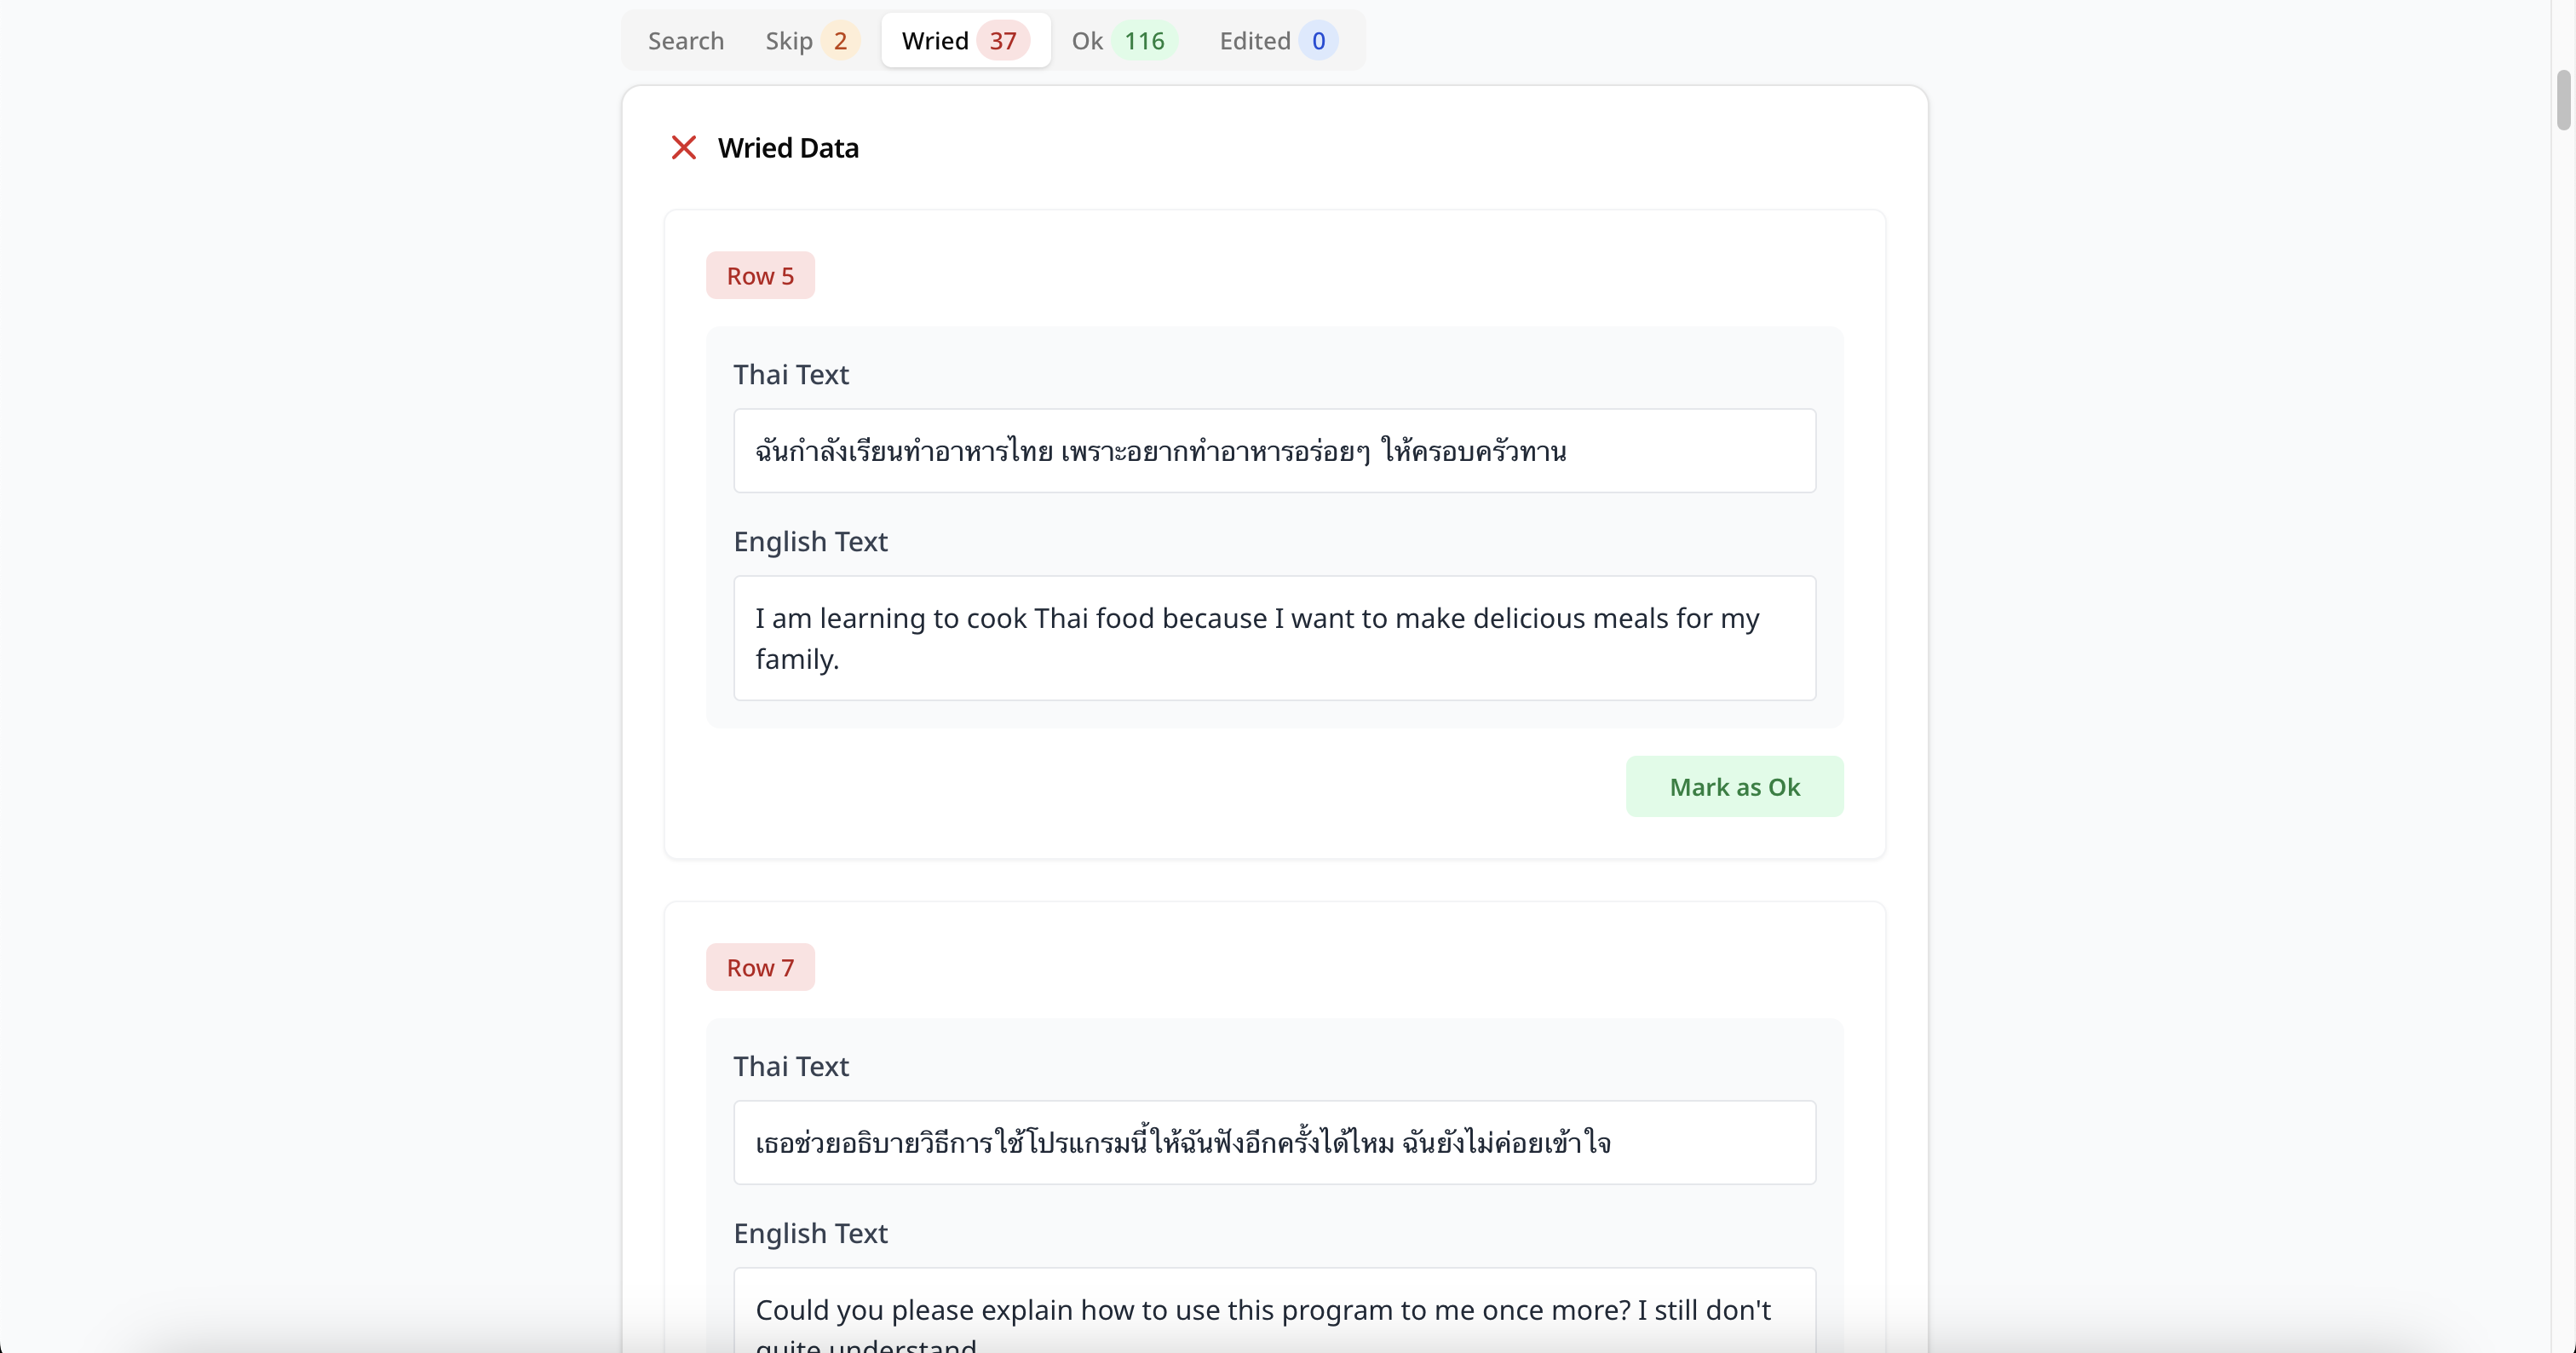 Search Skip 2 Wried 37 Ok 116 Edited 0
Wried Data
Row 5
Thai Text
ฉันกำลังเรียนทำอาหารไทย เพราะอยากทำอาหารอร่อยๆ ให้ครอบครัวทาน
English Text
I am learning to cook Thai food because I want to make delicious meals for my
family.
Mark as Ok
Row 7
Thai Text
เธอช่วยอธิบายวิธีการใช้โปรแกรมนี้ให้ฉันฟังอีกครั้งได้ไหม ฉันยังไม่ค่อยเข้าใจ
English Text
Could you please explain how to use this program to me once more? I still don't
quite understand